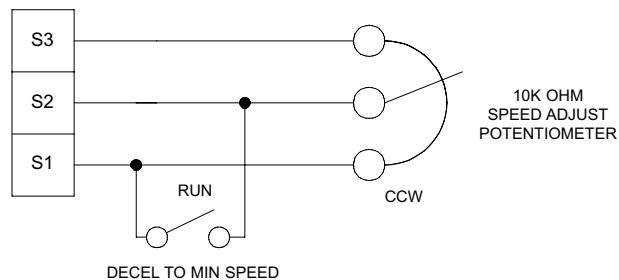 S3
S2
S1
10K OHM
SPEED ADJUST
POTENTIOMETER
RUN
CCW
DECEL TO MIN SPEED